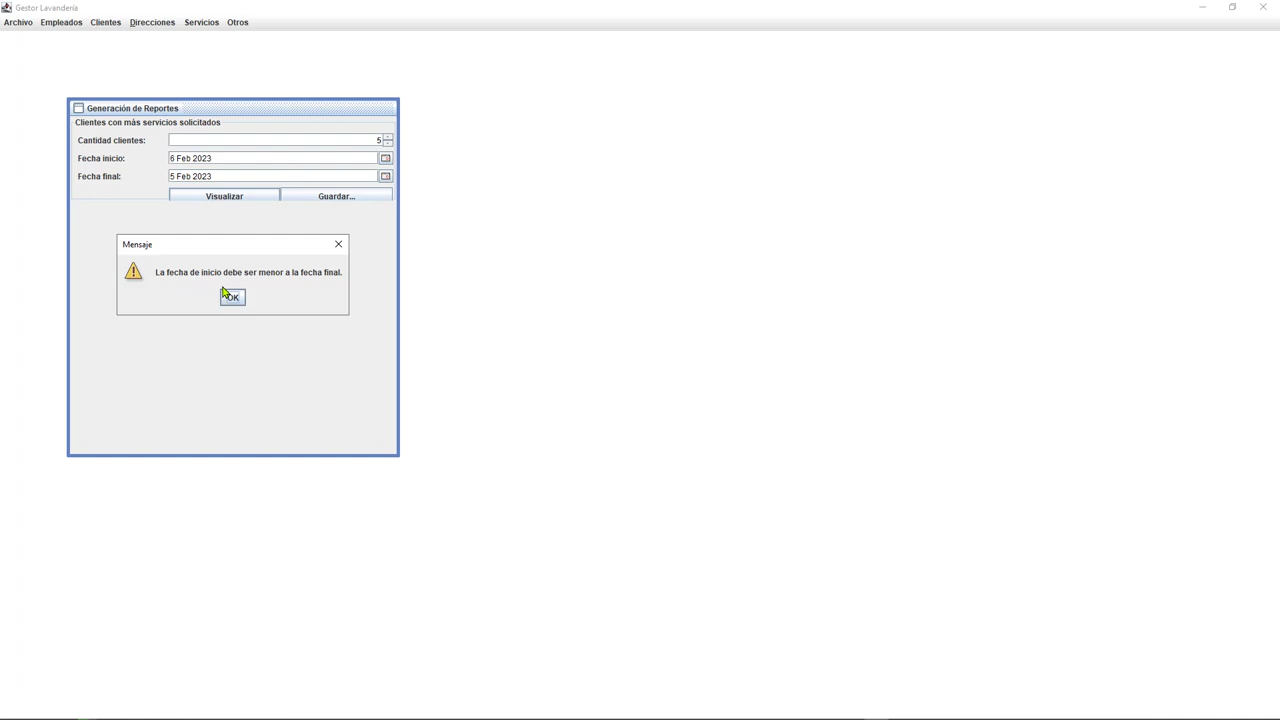 Gestor Lavandería
Archivo Empleados Clientes Direcciones Servicios Otros
Generación de Reportes
Clientes con más servicios solicitados
Cantidad clientes: 5
Fecha inicio: 6 Feb 2023
Fecha final: 5 Feb 2023
Visualizar Guardar...
Mensaje
La fecha de inicio debe ser menor a la fecha final.
OK